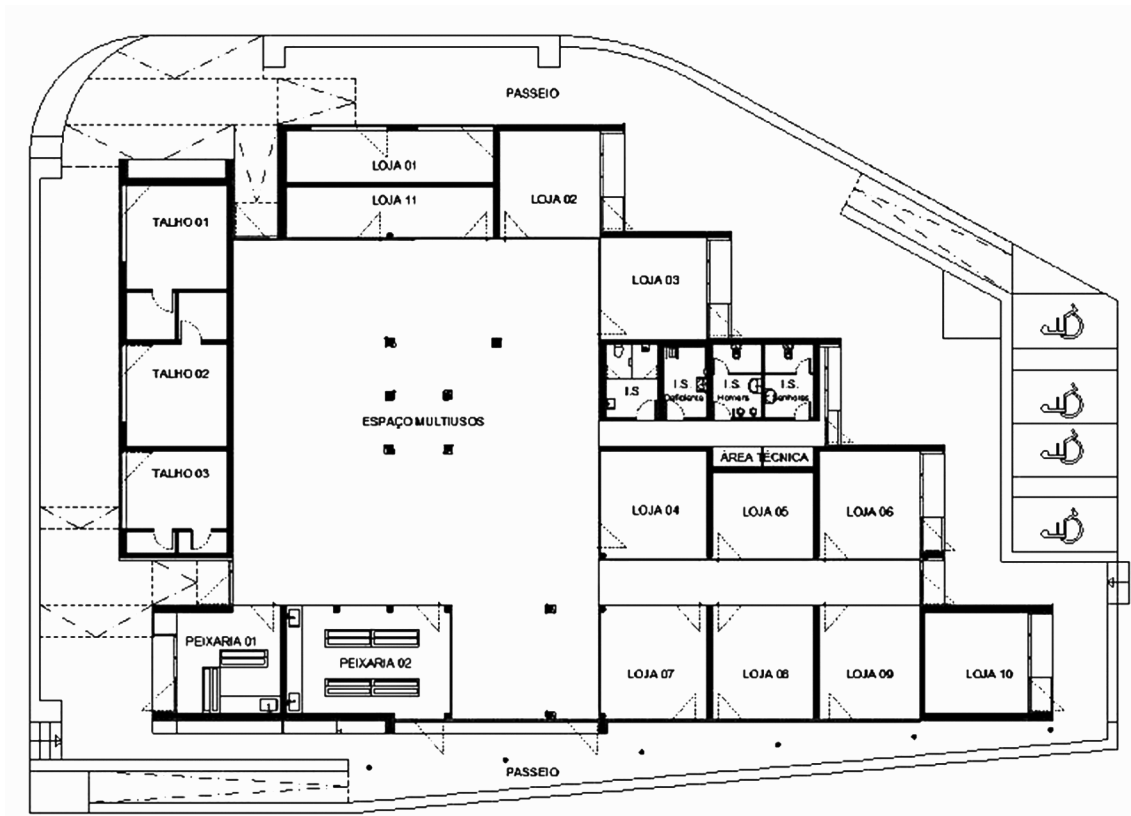 PASSEIO
LOJA 01
LOJA 11
LOJA 02
TALHO 01
LOJA 03
TALHO 02
I.S
I.S.
Deficiente
I.S.
Homens
I.S.
Senhoras
ESPAÇO MULTIUSOS
ÁREA TÉCNICA
TALHO 03
LOJA 04
LOJA 05
LOJA 06
PEIXARIA 01
PEIXARIA 02
LOJA 07
LOJA 08
LOJA 09
LOJA 10
PASSEIO